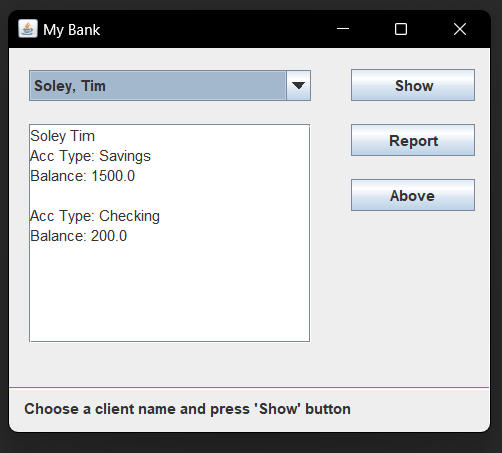 My Bank
Soley, Tim
Show
Soley Tim
Acc Type: Savings
Balance: 1500.0
Acc Type: Checking
Balance: 200.0
Report
Above
Choose a client name and press 'Show' button